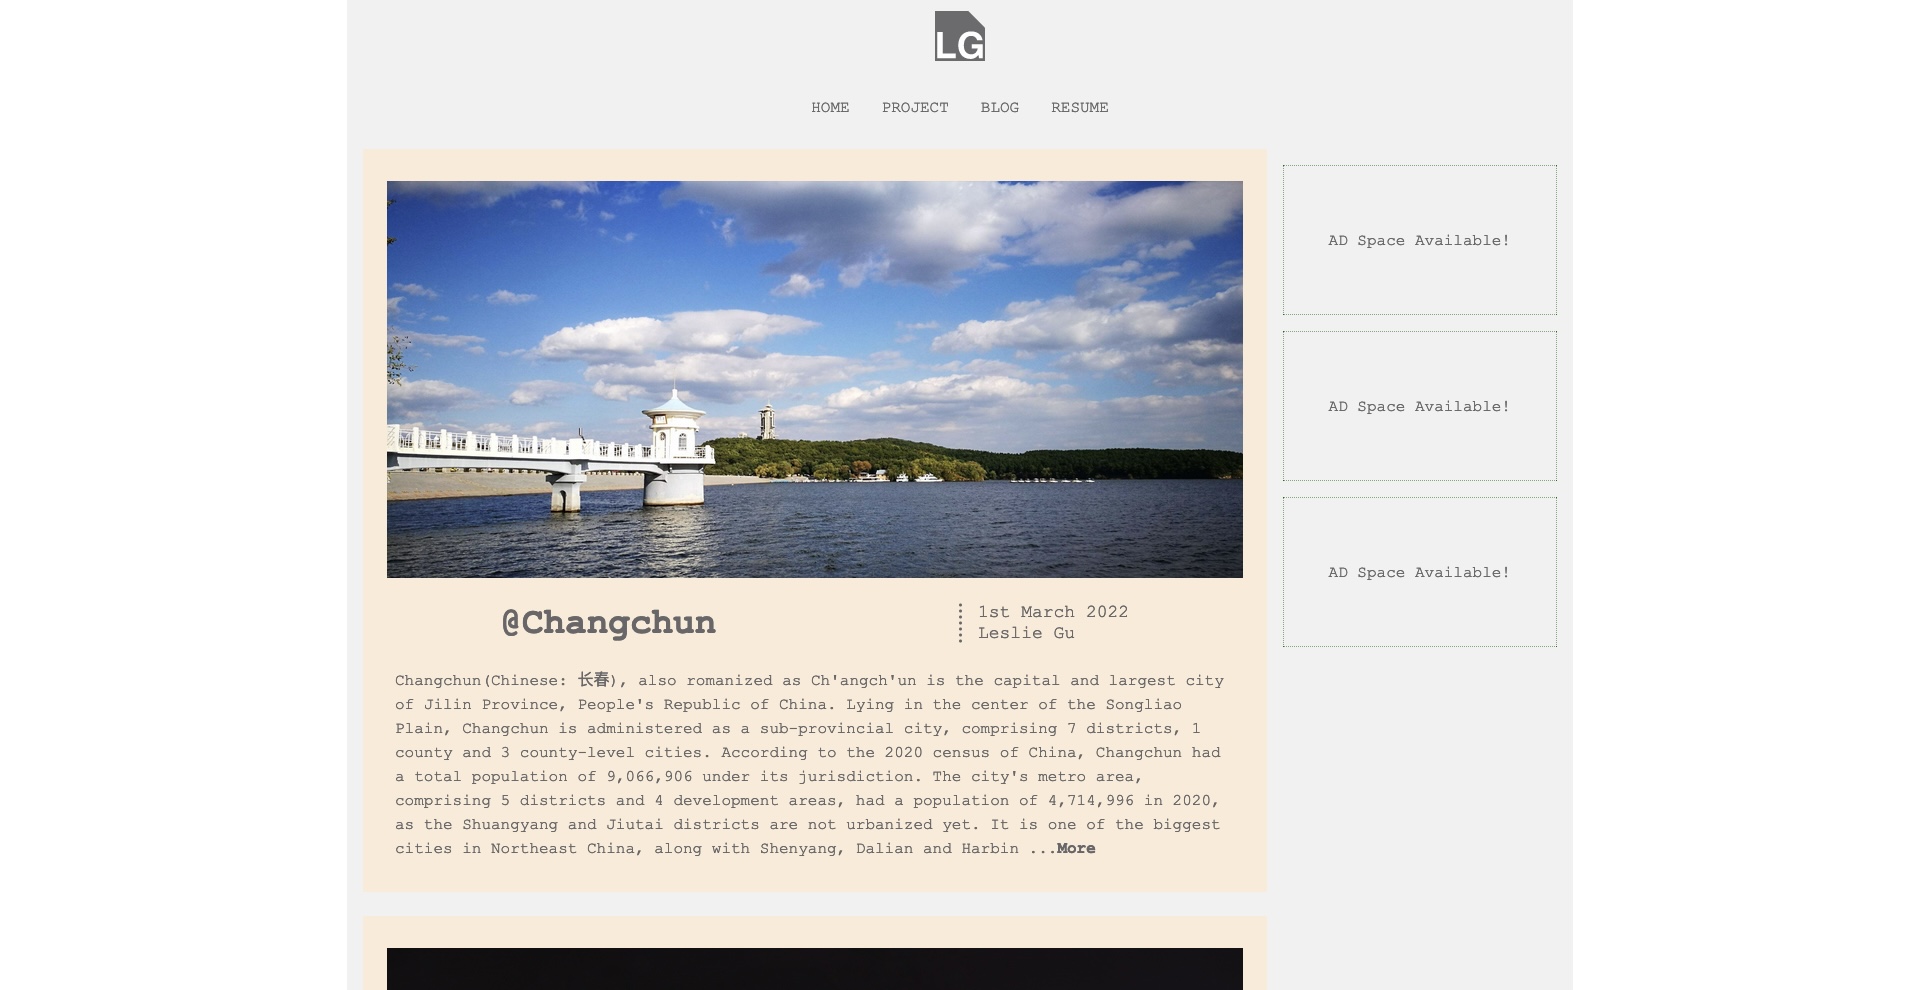 LG
HOME PROJECT BLOG RESUME
@Changchun
1st March 2022
Leslie Gu
Changchun(Chinese: 长春), also romanized as Ch'angch'un is the capital and largest city
of Jilin Province, People's Republic of China. Lying in the center of the Songliao
Plain, Changchun is administered as a sub-provincial city, comprising 7 districts, 1
county and 3 county-level cities. According to the 2020 census of China, Changchun had
a total population of 9,066,906 under its jurisdiction. The city's metro area,
comprising 5 districts and 4 development areas, had a population of 4,714,996 in 2020,
as the Shuangyang and Jiutai districts are not urbanized yet. It is one of the biggest
cities in Northeast China, along with Shenyang, Dalian and Harbin ...More
AD Space Available!
AD Space Available!
AD Space Available!